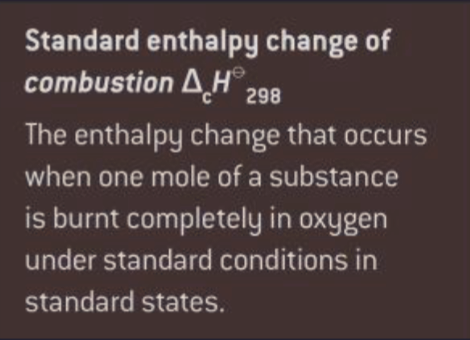 Standard enthalpy change of
combustion Δ꜀H⦵₂₉₈
The enthalpy change that occurs
when one mole of a substance
is burnt completely in oxygen
under standard conditions in
standard states.